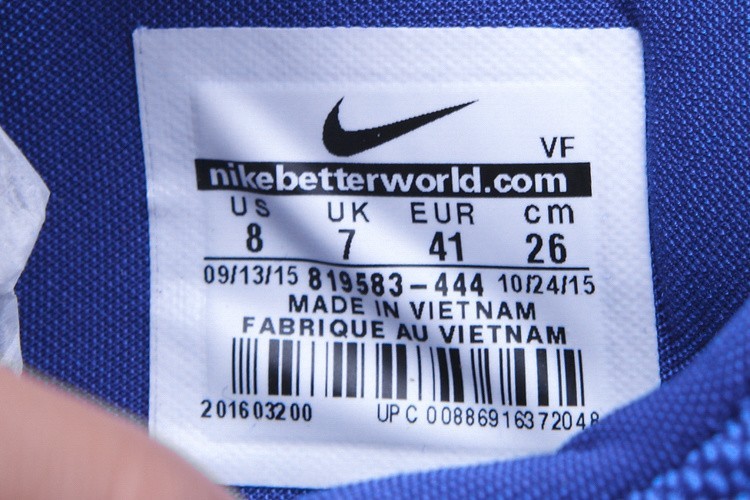 VF
nikebetterworld.com
US UK EUR cm
8 7 41 26
09/13/15 819583-444 10/24/15
MADE IN VIETNAM
FABRIQUE AU VIETNAM
201603200 UPC 00886916372048